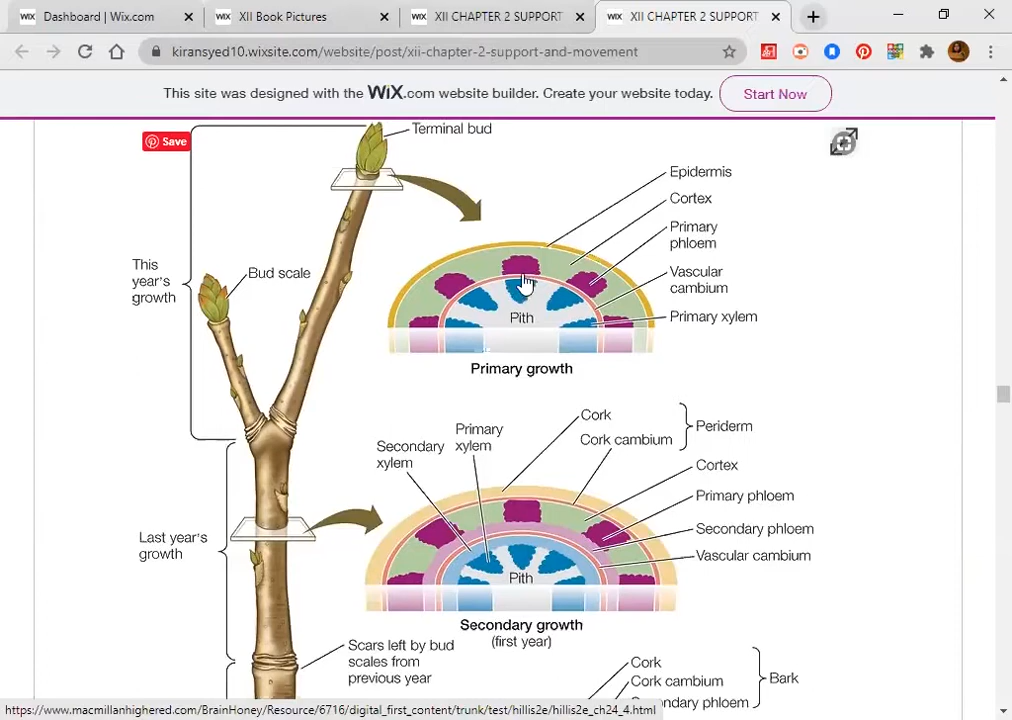 Dashboard | Wix.com
XII Book Pictures
XII CHAPTER 2 SUPPORT
XII CHAPTER 2 SUPPORT
kiransyed10.wixsite.com/website/post/xii-chapter-2-support-and-movement
This site was designed with the WiX.com website builder. Create your website today.
Start Now
Save
Terminal bud
Epidermis
Cortex
Primary
phloem
Vascular
cambium
Primary xylem
This
year's
growth
Bud scale
Pith
Primary growth
Cork
Cork cambium
Periderm
Primary
xylem
Secondary
xylem
Cortex
Primary phloem
Secondary phloem
Vascular cambium
Last year's
growth
Pith
Secondary growth
(first year)
Scars left by bud
scales from
previous year
Cork
Cork cambium
Secondary phloem
Bark
https://www.macmillanhighered.com/BrainHoney/Resource/6716/digital_first_content/trunk/test/hillis2e/hillis2e_ch24_4.html